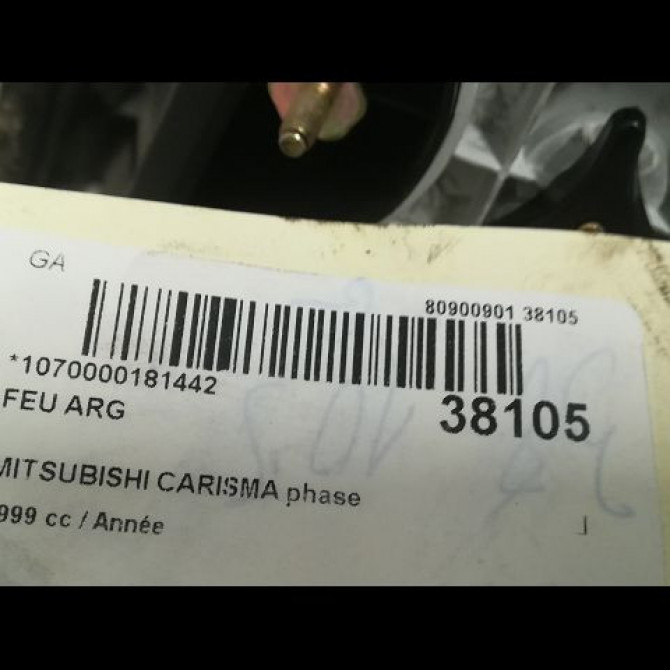 GA
80900901 38105
*1070000181442
38105
FEU ARG
MITSUBISHI CARISMA phase
999 cc / Année